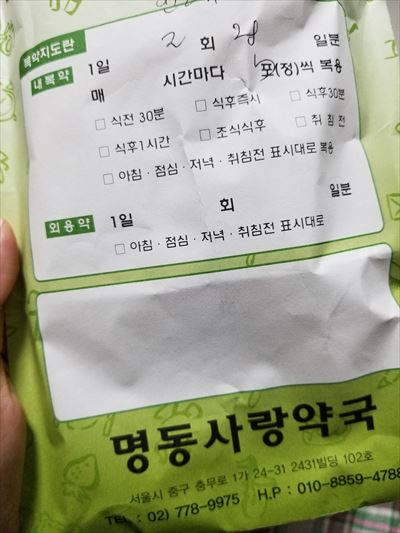 복약지도란
내복약 1일 2 회 일분
매 시간마다 포(정)씩 복용
□ 식전 30분 □ 식후즉시 □ 식후30분
□ 식후1시간 □ 조식식후 □ 취 침 전
□ 아침 · 점심 · 저녁 · 취침전 표시대로 복용
외용약 1일 회 일분
□ 아침 · 점심 · 저녁 · 취침전 표시대로
명동사랑약국
서울시 중구 충무로 1가 24-31 2431빌딩 102호
TEL : 02) 778-9975 H.P : 010-8859-4788